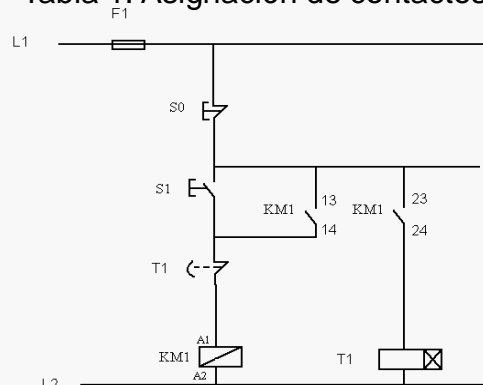 Tabla 1. Asignación de contactos
F1
L1
S0
S1
KM1
13
14
KM1
23
24
T1
A1
KM1
A2
T1
L2